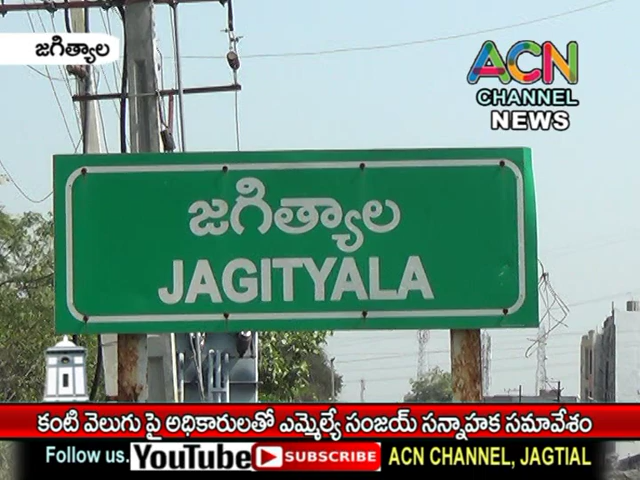 జగిత్యాల
ACN
CHANNEL
NEWS
జగిత్యాల
JAGITYALA
కంటి వెలుగు పై అధికారులతో ఎమ్మెల్యే సంజయ్ సన్నాహక సమావేశం
Follow us. YouTube SUBSCRIBE ACN CHANNEL, JAGTIAL